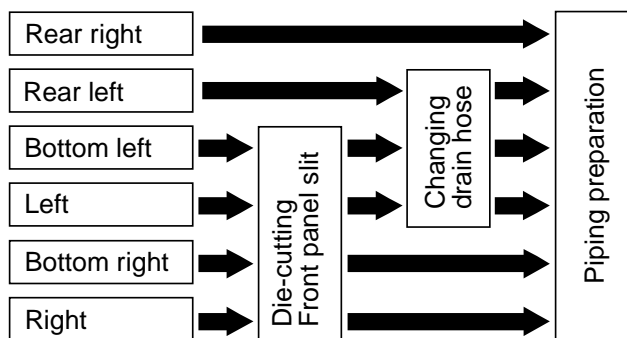 Rear right
Rear left
Bottom left
Left
Bottom right
Right
Die-cutting
Front panel slit
Changing
drain hose
Piping preparation